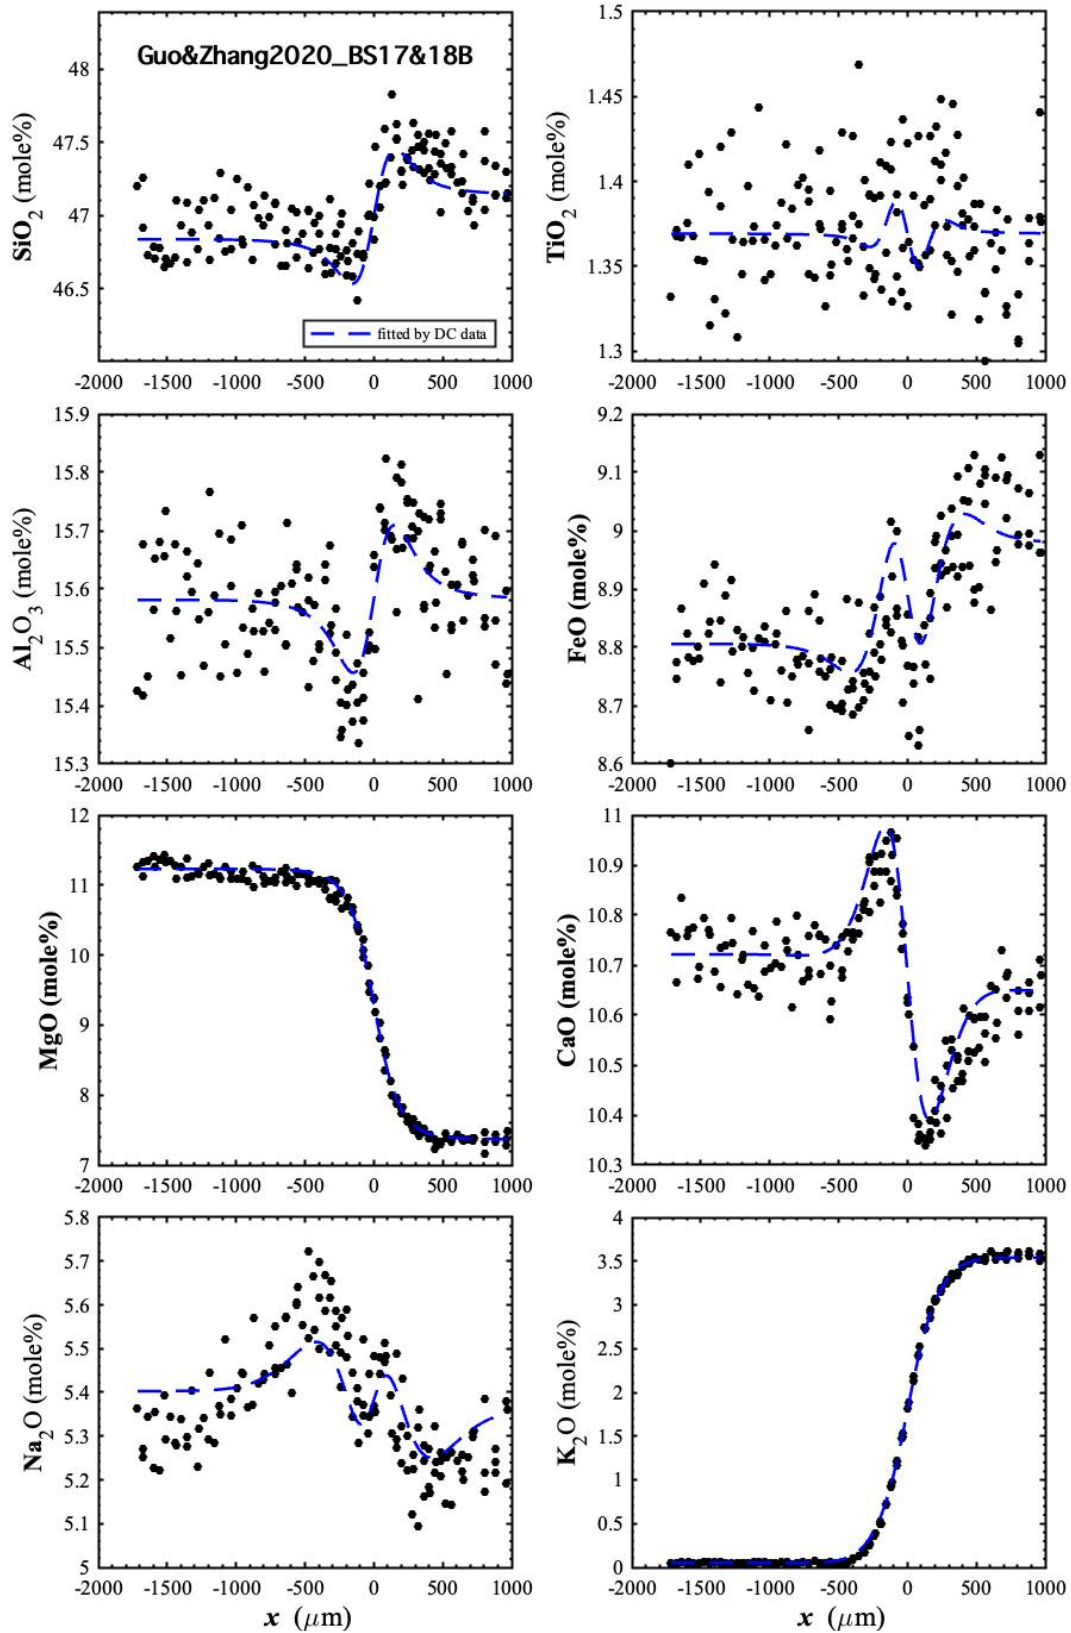 Guo&Zhang2020_BS17&18B
SiO2 (mole%)
48
47.5
47
46.5
fitted by DC data
-2000 -1500 -1000 -500 0 500 1000
TiO2 (mole%)
1.5
1.45
1.4
1.35
1.3
-2000 -1500 -1000 -500 0 500 1000
Al2O3 (mole%)
15.9
15.8
15.7
15.6
15.5
15.4
15.3
-2000 -1500 -1000 -500 0 500 1000
FeO (mole%)
9.2
9.1
9
8.9
8.8
8.7
8.6
-2000 -1500 -1000 -500 0 500 1000
MgO (mole%)
12
11
10
9
8
7
-2000 -1500 -1000 -500 0 500 1000
CaO (mole%)
11
10.9
10.8
10.7
10.6
10.5
10.4
10.3
-2000 -1500 -1000 -500 0 500 1000
Na2O (mole%)
5.8
5.7
5.6
5.5
5.4
5.3
5.2
5.1
5
-2000 -1500 -1000 -500 0 500 1000
x (μm)
K2O (mole%)
4
3.5
3
2.5
2
1.5
1
0.5
0
-2000 -1500 -1000 -500 0 500 1000
x (μm)